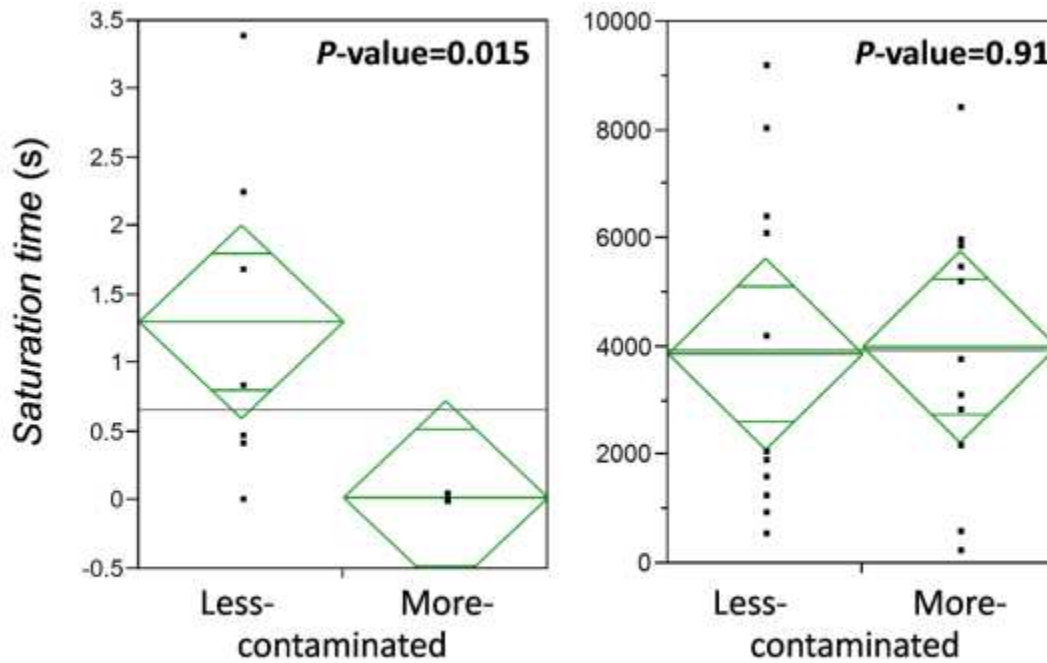 Saturation time (s)
3.5
3
2.5
2
1.5
1
0.5
0
-0.5
P-value=0.015
Less-
More-
contaminated
10000
8000
6000
4000
2000
0
P-value=0.91
Less-
More-
contaminated